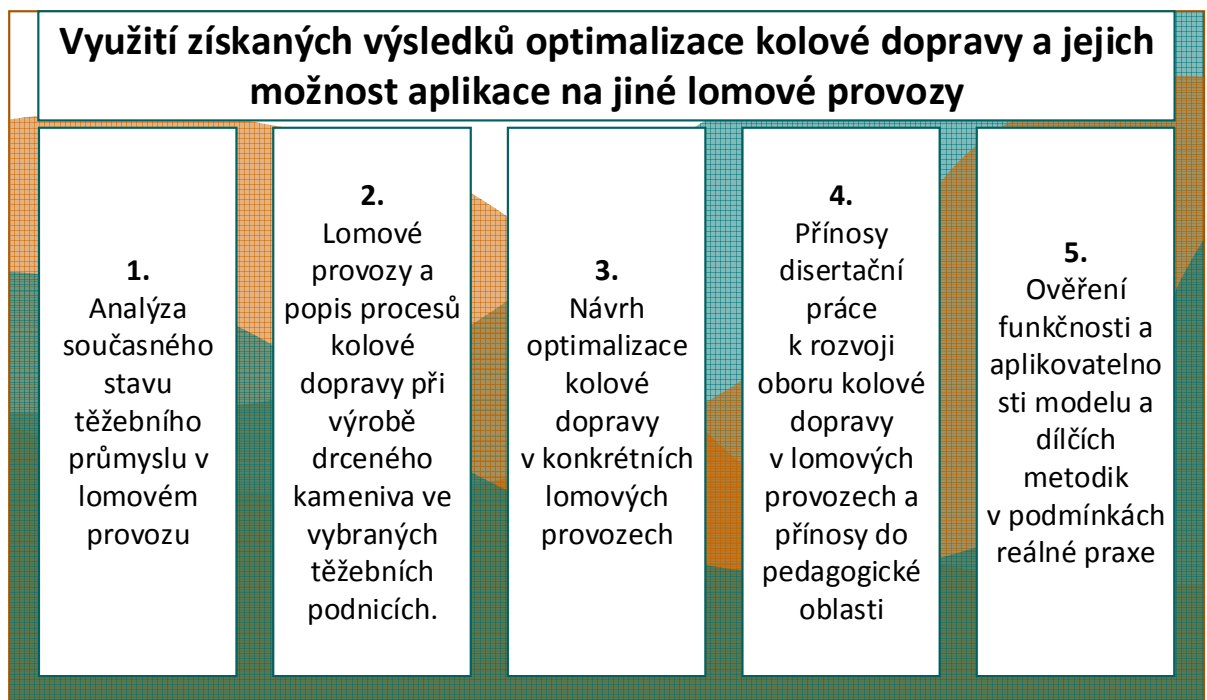 Využití získaných výsledků optimalizace kolové dopravy a jejich
možnost aplikace na jiné lomové provozy
1.
Analýza
současného
stavu
těžebního
průmyslu v
lomovém
provozu
2.
Lomové
provozy a
popis procesů
kolové
dopravy při
výrobě
drceného
kameniva ve
vybraných
těžebních
podnicích.
3.
Návrh
optimalizace
kolové
dopravy
v konkrétních
lomových
provozech
4.
Přínosy
disertační
práce
k rozvoji
oboru kolové
dopravy
v lomových
provozech a
přínosy do
pedagogické
oblasti
5.
Ověření
funkčnosti a
aplikovatelno
sti modelu a
dílčích
metodik
v podmínkách
reálné praxe